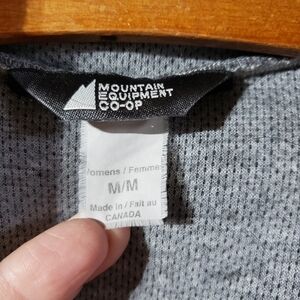 MOUNTAIN
EQUIPMENT
CO-OP
omens / Femme
M/M
Made in / Fait au
CANADA